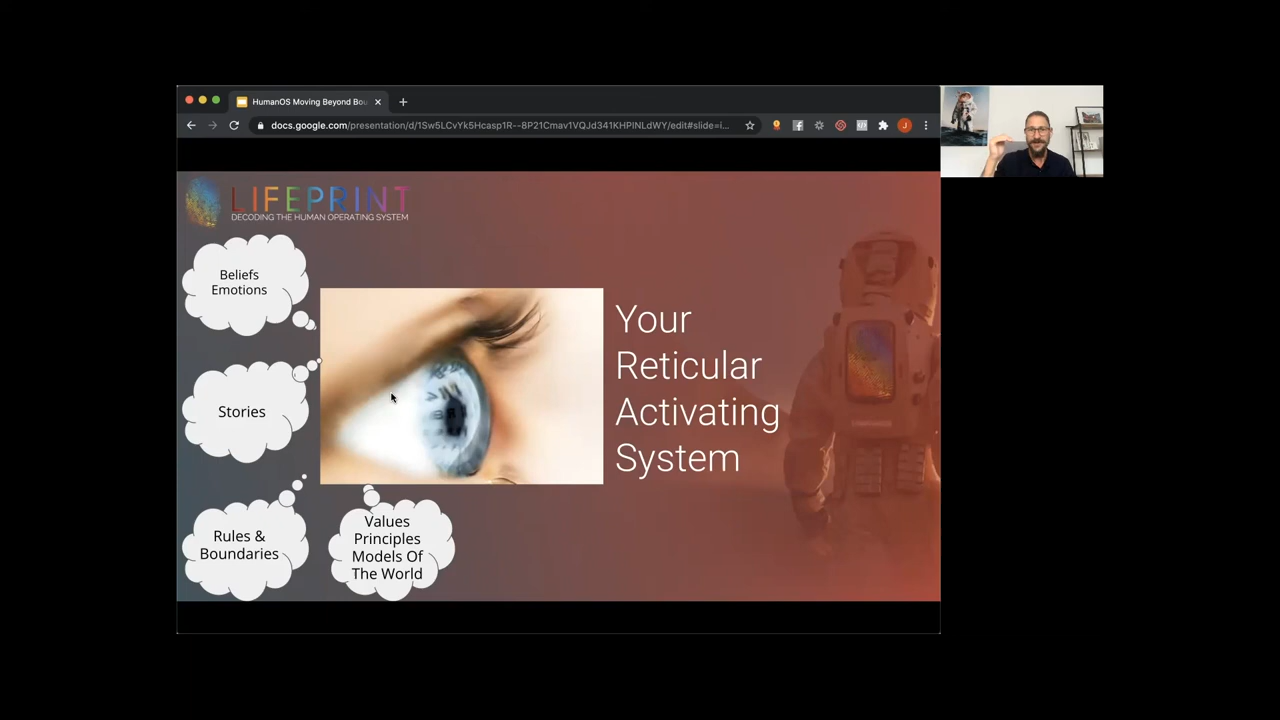 HumanOS Moving Beyond Bou
docs.google.com/presentation/d/1Sw5LCvYk5Hcasp1R--8P21Cmav1VQJd341KHPlNLdWY/edit#slide=i...
J
LIFEPRINT
DECODING THE HUMAN OPERATING SYSTEM
Beliefs
Emotions
Stories
Rules &
Boundaries
Values
Principles
Models Of
The World
Your
Reticular
Activating
System